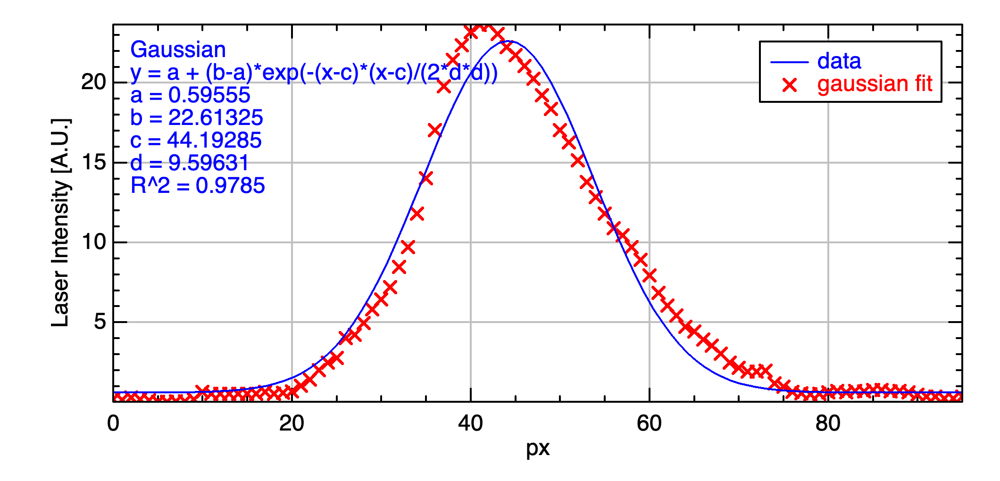 Gaussian
y = a + (b-a)*exp(-(x-c)*(x-c)/(2*d*d))
a = 0.59555
b = 22.61325
c = 44.19285
d = 9.59631
R^2 = 0.9785
data
gaussian fit
20
15
10
5
Laser Intensity [A.U.]
0 20 40 60 80
px